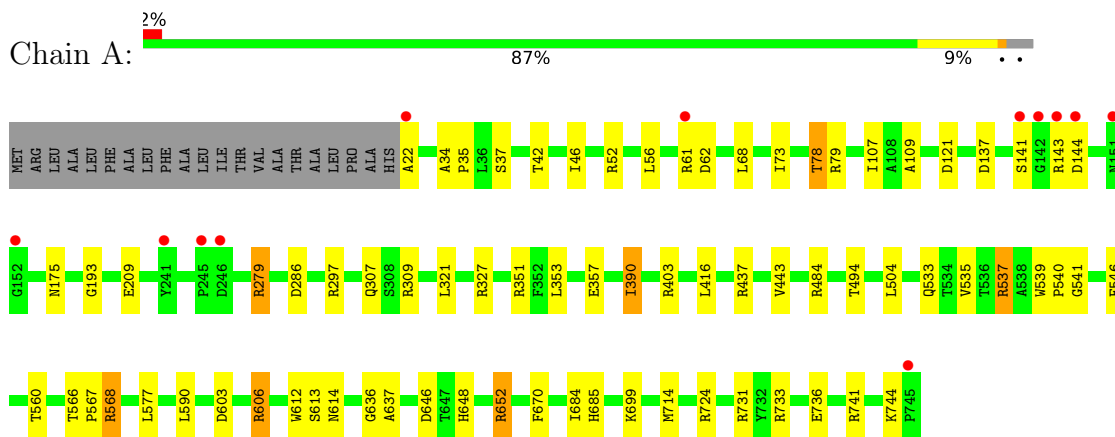 2%
Chain A:
87% 9% • •
MET ARG LEU ALA LEU PHE ALA LEU PHE ALA LEU ILE THR VAL ALA THR ALA LEU PRO ALA HIS A22 A34 P35 L36 S37 T42 I46 R52 L56 R61 D62 L68 I73 T78 R79 I107 A108 A109 D121 D137 S141 G142 R143 D144 N151
G152 N175 G193 E209 Y241 P245 D246 R279 D286 R297 Q307 S308 R309 L321 R327 R351 F352 L353 E357 I390 R403 L416 R437 V443 R484 T494 L504 Q533 T534 V535 T536 R537 A538 W539 P540 G541
T560 T566 P567 R568 L577 L590 D603 R606 W612 S613 N614 G636 A637 D646 T647 H648 R652 F670 I684 H685 K699 M714 R724 R731 Y732 R733 E736 R741 K744 P745